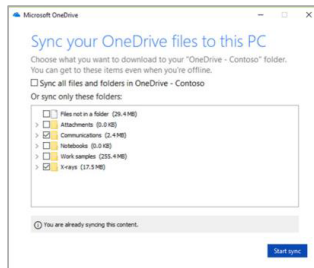 Microsoft OneDrive
Sync your OneDrive files to this PC
Choose what you want to download to your "OneDrive - Contoso" folder.
You can get to these items even when you're offline.
Sync all files and folders in OneDrive - Contoso
Or sync only these folders:
Files not in a folder (29.4 MB)
Attachments (0.0 KB)
Communications (2.4 MB)
Notebooks (0.0 KB)
Work samples (255.4 MB)
X-rays (17.5 MB)
You are already syncing this content.
Start sync